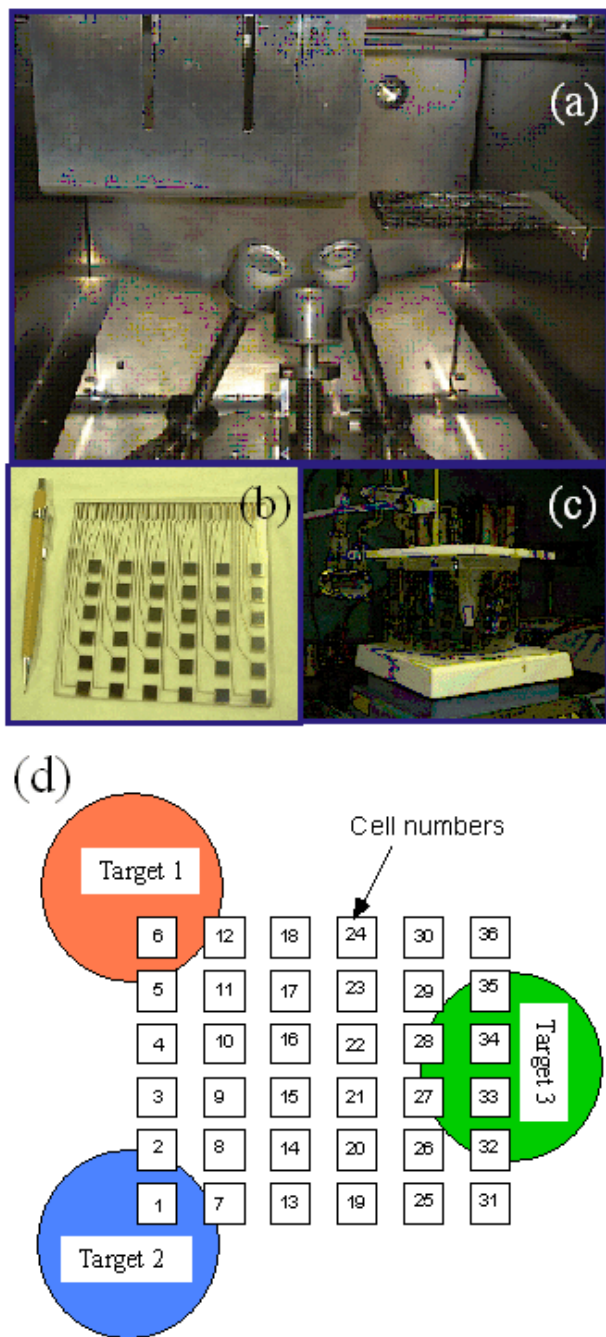 (a)
(b)
(c)
(d)
Cell numbers
Target 1
6 12 18 24 30 36
5 11 17 23 29 35
4 10 16 22 28 34
Target 3
3 9 15 21 27 33
2 8 14 20 26 32
1 7 13 19 25 31
Target 2